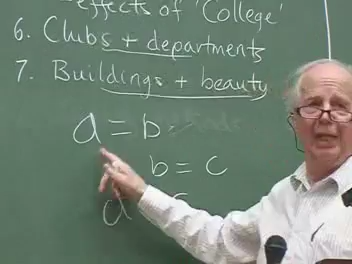 effects of 'College'
6. Clubs + departments
7. Buildings + beauty
a = b
b = c
a